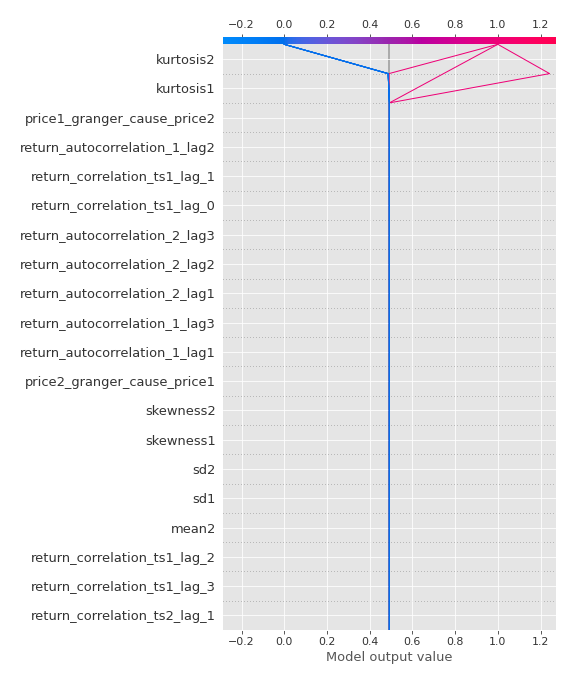 −0.2 0.0 0.2 0.4 0.6 0.8 1.0 1.2
kurtosis2
kurtosis1
price1_granger_cause_price2
return_autocorrelation_1_lag2
return_correlation_ts1_lag_1
return_correlation_ts1_lag_0
return_autocorrelation_2_lag3
return_autocorrelation_2_lag2
return_autocorrelation_2_lag1
return_autocorrelation_1_lag3
return_autocorrelation_1_lag1
price2_granger_cause_price1
skewness2
skewness1
sd2
sd1
mean2
return_correlation_ts1_lag_2
return_correlation_ts1_lag_3
return_correlation_ts2_lag_1
−0.2 0.0 0.2 0.4 0.6 0.8 1.0 1.2
Model output value